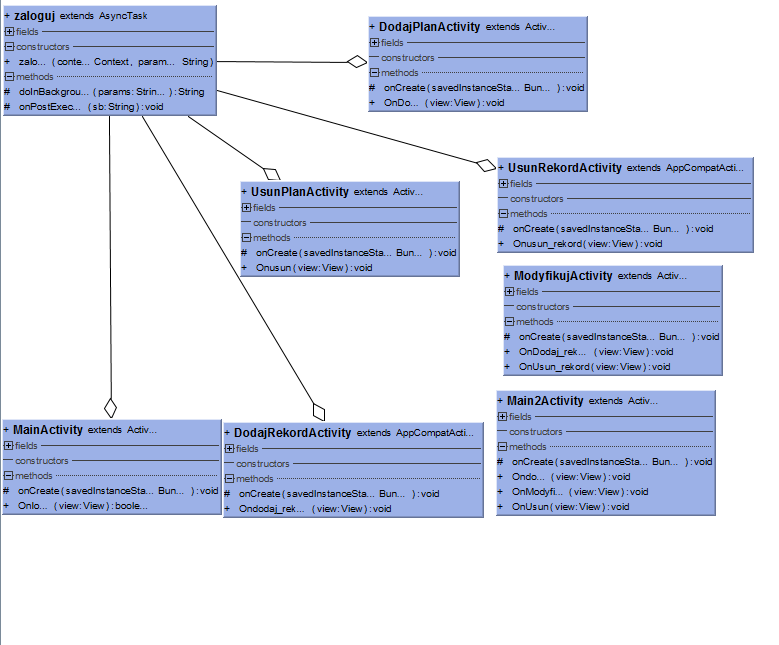 + zaloguj extends AsyncTask
fields
constructors
+ zalo... (conte... Context, param... String)
methods
# doInBackgrou... (params: Strin... ): String
# onPostExec... (sb: String): void
+ DodajPlanActivity extends Activ...
fields
constructors
methods
# onCreate(savedInstanceSta... Bun... ): void
+ OnDo... (view: View): void
+ UsunRekordActivity extends AppCompatActi...
fields
constructors
methods
# onCreate(savedInstanceSta... Bun... ): void
+ Onusun_rekord(view: View): void
+ UsunPlanActivity extends Activ...
fields
constructors
methods
# onCreate(savedInstanceSta... Bun... ): void
+ Onusun(view: View): void
+ ModyfikujActivity extends Activ...
fields
constructors
methods
# onCreate(savedInstanceSta... Bun... ): void
+ OnDodaj_rek... (view: View): void
+ OnUsun_rekord(view: View): void
+ Main2Activity extends Activ...
fields
constructors
methods
# onCreate(savedInstanceSta... Bun... ): void
+ Ondo... (view: View): void
+ OnModyfi... (view: View): void
+ OnUsun(view: View): void
+ MainActivity extends Activ...
fields
constructors
methods
# onCreate(savedInstanceSta... Bun... ): void
+ Onlo... (view: View): boole...
+ DodajRekordActivity extends AppCompatActi...
fields
constructors
methods
# onCreate(savedInstanceSta... Bun... ): void
+ Ondodaj_rek... (view: View): void